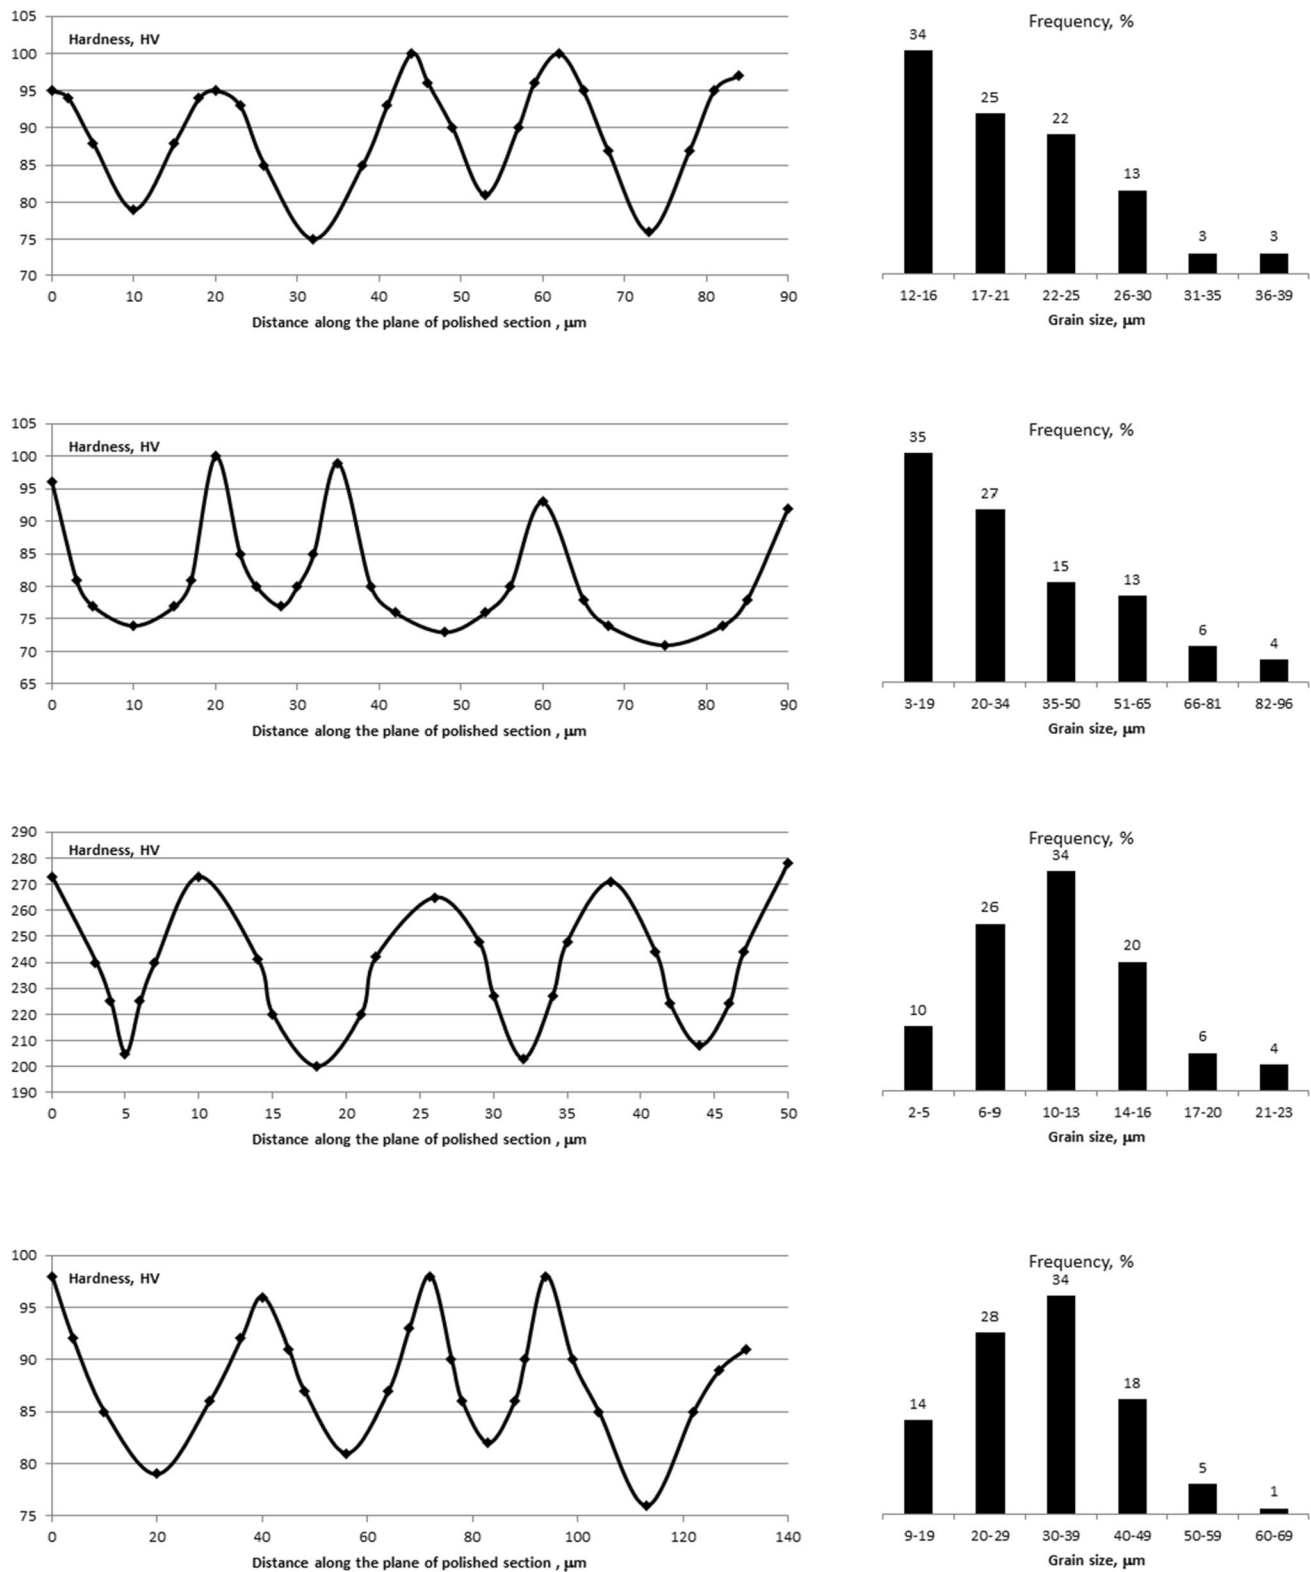 105
Hardness, HV
100
95
90
85
80
75
70
0 10 20 30 40 50 60 70 80 90
Distance along the plane of polished section , μm
Frequency, %
34
25
22
13
3
3
12-16 17-21 22-25 26-30 31-35 36-39
Grain size, μm
105
Hardness, HV
100
95
90
85
80
75
70
65
0 10 20 30 40 50 60 70 80 90
Distance along the plane of polished section , μm
Frequency, %
35
27
15
13
6
4
3-19 20-34 35-50 51-65 66-81 82-96
Grain size, μm
290
Hardness, HV
280
270
260
250
240
230
220
210
200
190
0 5 10 15 20 25 30 35 40 45 50
Distance along the plane of polished section , μm
Frequency, %
34
26
20
10
6
4
2-5 6-9 10-13 14-16 17-20 21-23
Grain size, μm
100
Hardness, HV
95
90
85
80
75
0 20 40 60 80 100 120 140
Distance along the plane of polished section , μm
Frequency, %
34
28
18
14
5
1
9-19 20-29 30-39 40-49 50-59 60-69
Grain size, μm